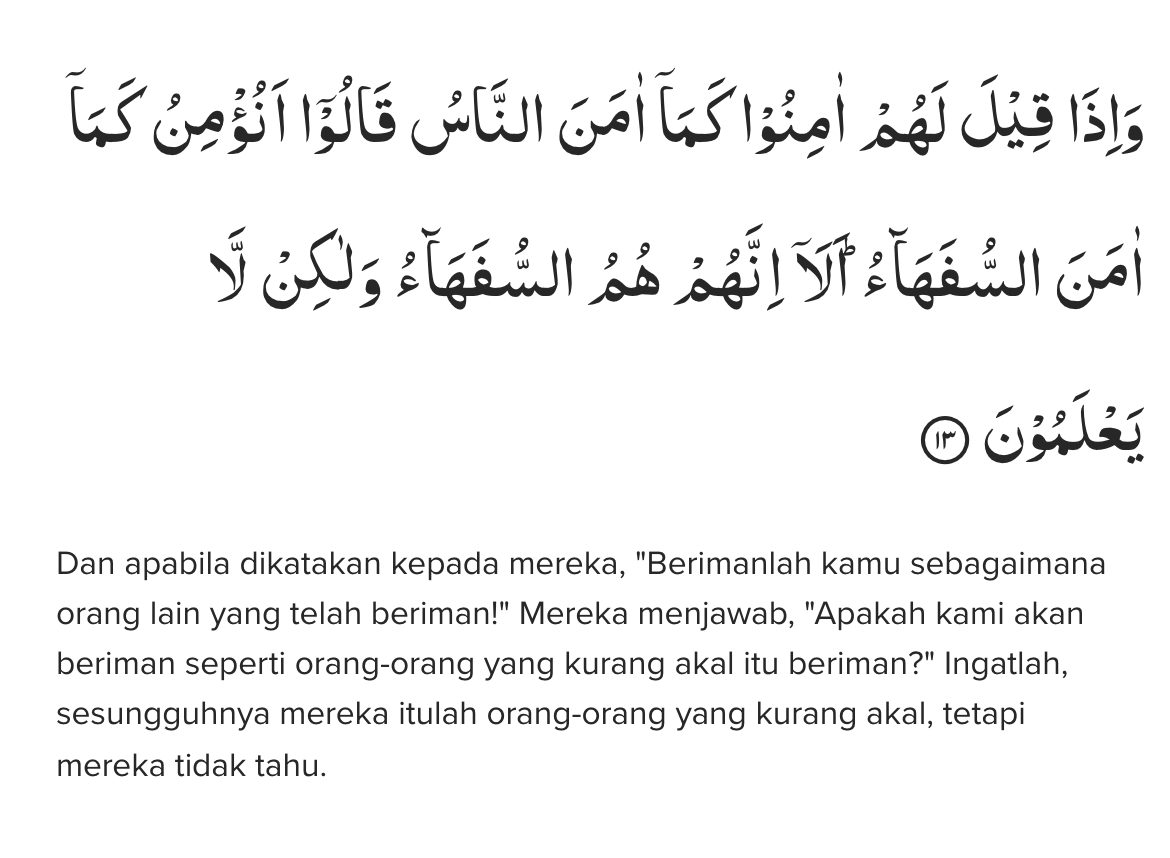 وَاِذَا قِيْلَ لَهُمْ اٰمِنُوْا كَمَآ اٰمَنَ النَّاسُ قَالُوْٓا اَنُؤْمِنُ كَمَآ
اٰمَنَ السُّفَهَاۤءُ ۗ اَلَآ اِنَّهُمْ هُمُ السُّفَهَاۤءُ وَلٰكِنْ لَّا
يَعْلَمُوْنَ ١٣
Dan apabila dikatakan kepada mereka, "Berimanlah kamu sebagaimana
orang lain yang telah beriman!" Mereka menjawab, "Apakah kami akan
beriman seperti orang-orang yang kurang akal itu beriman?" Ingatlah,
sesungguhnya mereka itulah orang-orang yang kurang akal, tetapi
mereka tidak tahu.